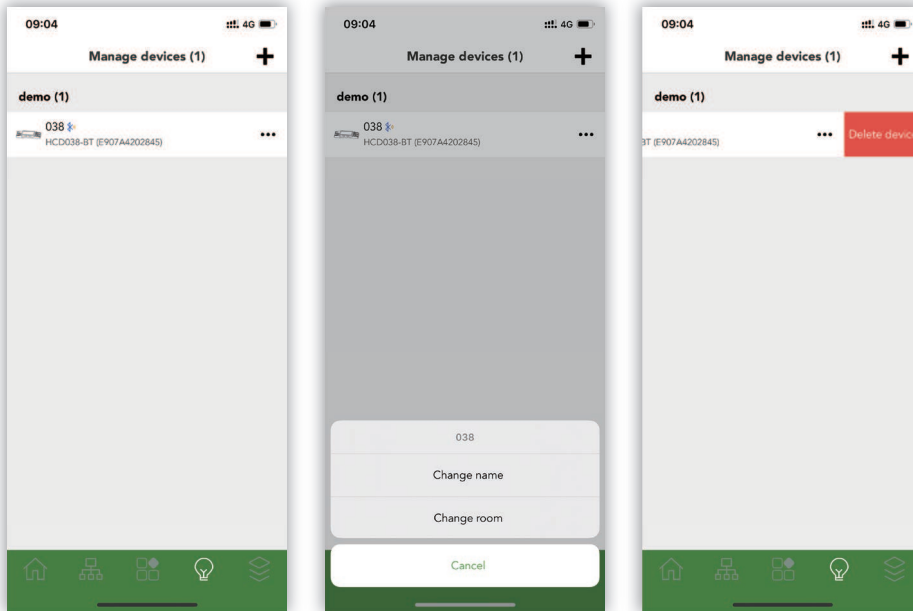 09:04
4G
Manage devices (1)
+
demo (1)
038
HCD038-BT (E907A4202845)
•••
09:04
4G
Manage devices (1)
+
demo (1)
038
HCD038-BT (E907A4202845)
•••
038
Change name
Change room
Cancel
09:04
4G
Manage devices (1)
+
demo (1)
BT (E907A4202845)
•••
Delete device